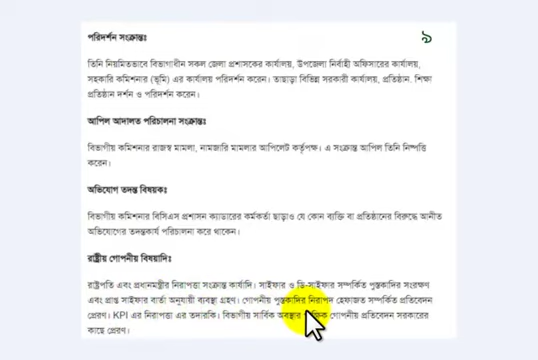 পরিদর্শন সংক্রান্তঃ
৯
তিনি নিয়মিতভাবে বিভাগাধীন সকল জেলা প্রশাসকের কার্যালয়, উপজেলা নির্বাহী অফিসারের কার্যালয়,
সহকারি কমিশনার (ভূমি) এর কার্যালয় পরিদর্শন করেন। তাছাড়া বিভিন্ন সরকারী কার্যালয়, প্রতিষ্ঠান, শিক্ষা
প্রতিষ্ঠান দর্শন ও পরিদর্শন করেন।
আপিল আদালত পরিচালনা সংক্রান্তঃ
বিভাগীয় কমিশনার রাজস্ব মামলা, নামজারি মামলার আপিলেট কর্তৃপক্ষ। এ সংক্রান্ত আপিল তিনি নিষ্পত্তি
করেন।
অভিযোগ তদন্ত বিষয়কঃ
বিভাগীয় কমিশনার বিসিএস প্রশাসন ক্যাডারের কর্মকর্তা ছাড়াও যে কোন ব্যক্তি বা প্রতিষ্ঠানের বিরুদ্ধে আনীত
অভিযোগের তদন্তকার্য পরিচালনা করে থাকেন।
রাষ্ট্রীয় গোপনীয় বিষয়াদিঃ
রাষ্ট্রপতি এবং প্রধানমন্ত্রীর নিরাপত্তা সংক্রান্ত কার্যাদি। সাইফার ও ডি-সাইফার সম্পর্কিত পুস্তকাদির সংরক্ষণ
এবং প্রাপ্ত সাইফার বার্তা অনুযায়ী ব্যবস্থা গ্রহণ। গোপনীয় পুস্তকাদির নিরাপদ হেফাজত সম্পর্কিত প্রতিবেদন
প্রেরণ। KPI এর নিরাপত্তা এর তদারকি। বিভাগীয় সার্বিক অবস্থার গোপনীয় প্রতিবেদন সরকারের
কাছে প্রেরণ।